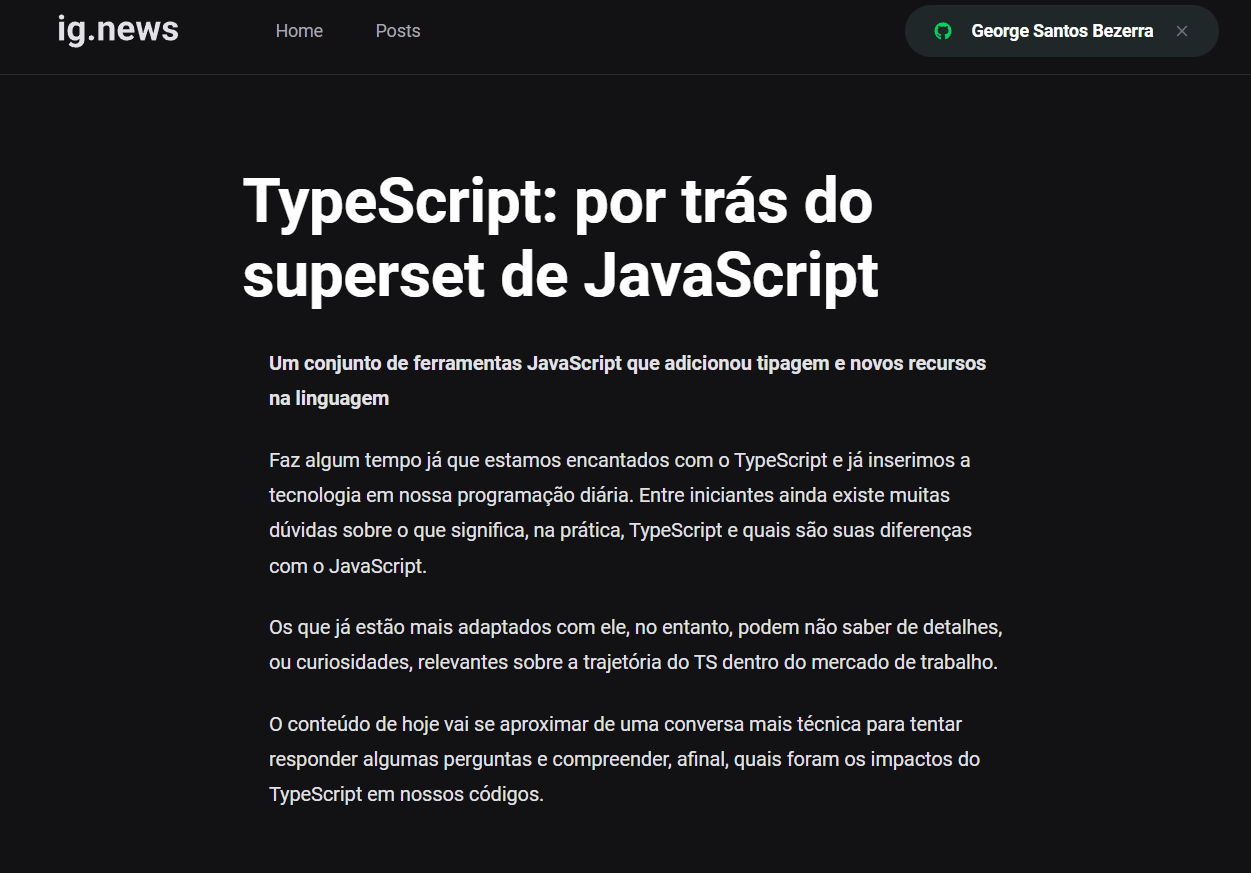 ig.news
Home
Posts
George Santos Bezerra
TypeScript: por trás do
superset de JavaScript
Um conjunto de ferramentas JavaScript que adicionou tipagem e novos recursos
na linguagem
Faz algum tempo já que estamos encantados com o TypeScript e já inserimos a
tecnologia em nossa programação diária. Entre iniciantes ainda existe muitas
dúvidas sobre o que significa, na prática, TypeScript e quais são suas diferenças
com o JavaScript.
Os que já estão mais adaptados com ele, no entanto, podem não saber de detalhes,
ou curiosidades, relevantes sobre a trajetória do TS dentro do mercado de trabalho.
O conteúdo de hoje vai se aproximar de uma conversa mais técnica para tentar
responder algumas perguntas e compreender, afinal, quais foram os impactos do
TypeScript em nossos códigos.